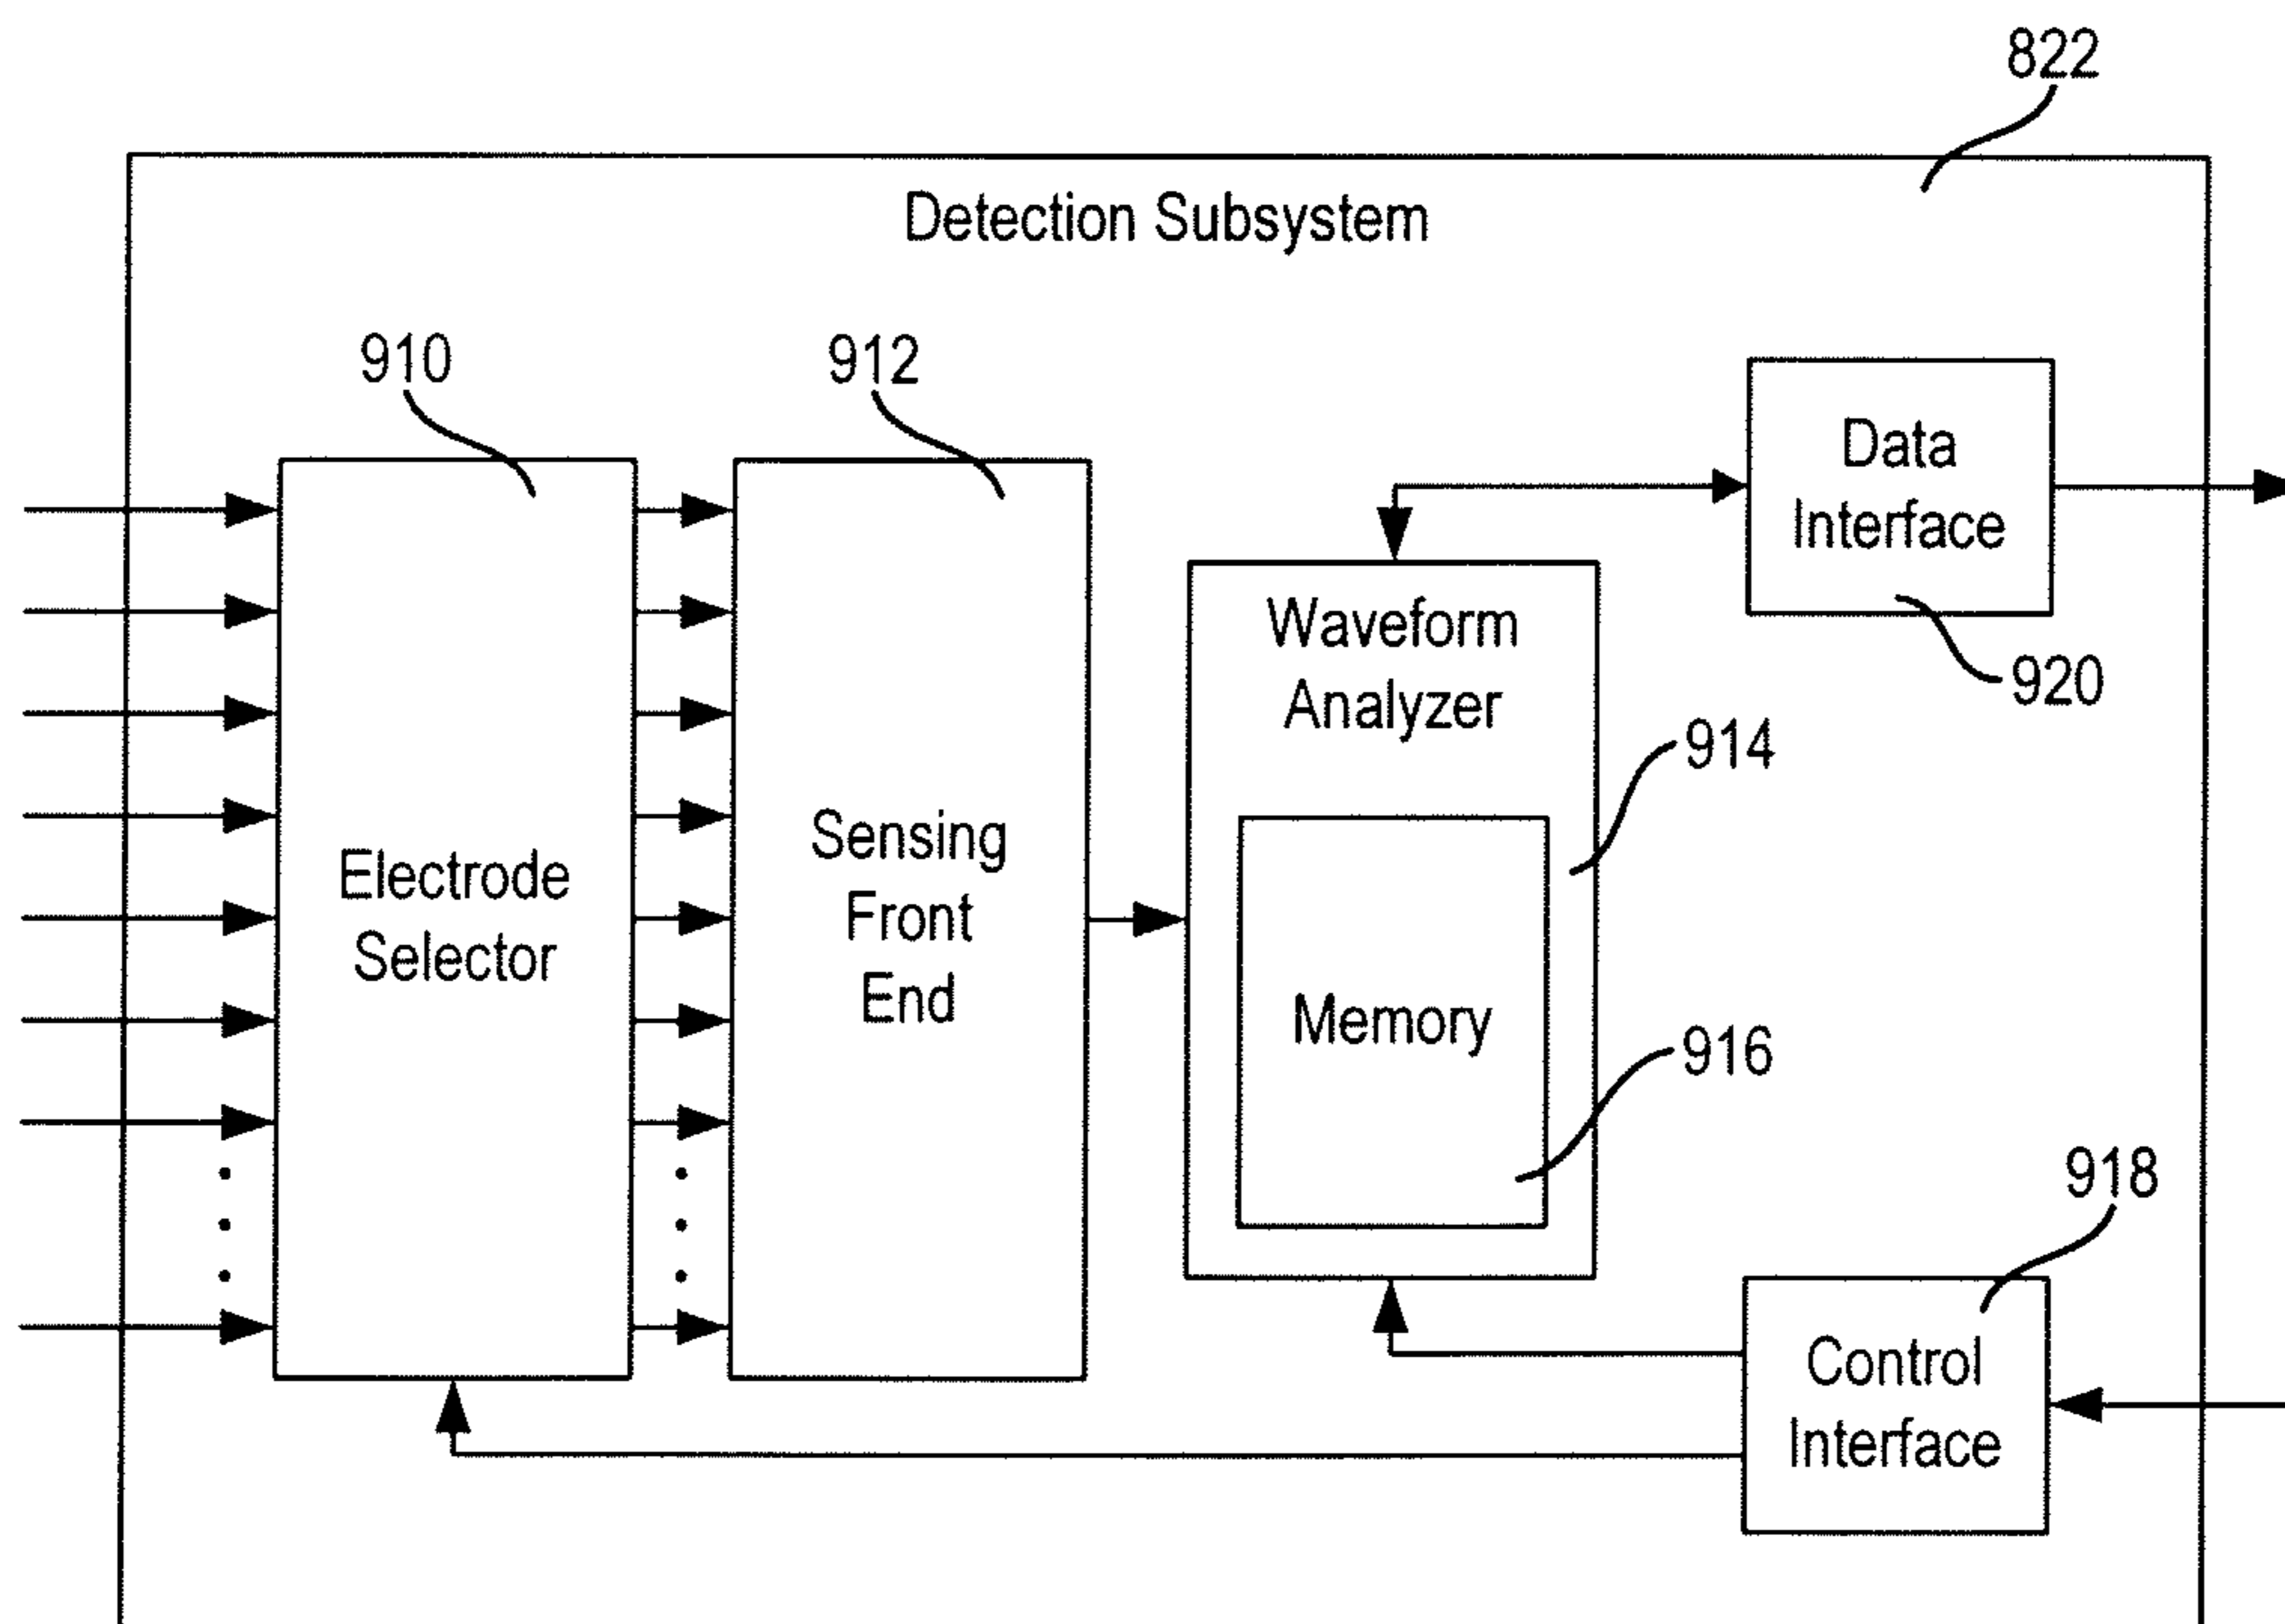 822
Detection Subsystem
910
912
Data
Interface
920
Waveform
Analyzer
914
Electrode
Selector
Sensing
Front
End
Memory
916
918
Control
Interface